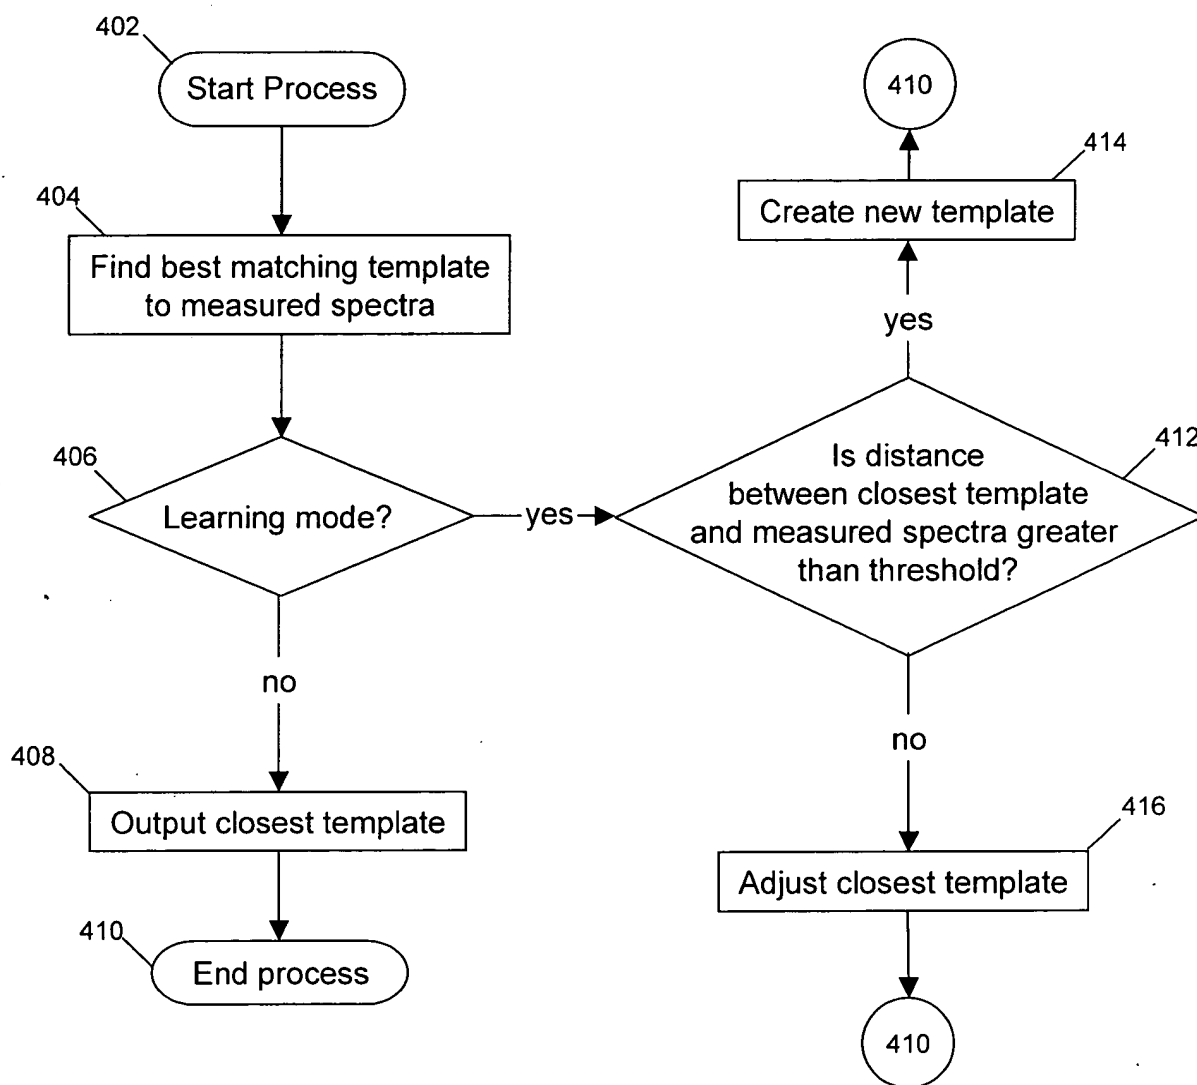 402
Start Process
404
Find best matching template
to measured spectra
406
Learning mode?
yes
no
408
Output closest template
410
End process
410
414
Create new template
yes
412
Is distance
between closest template
and measured spectra greater
than threshold?
no
416
Adjust closest template
410